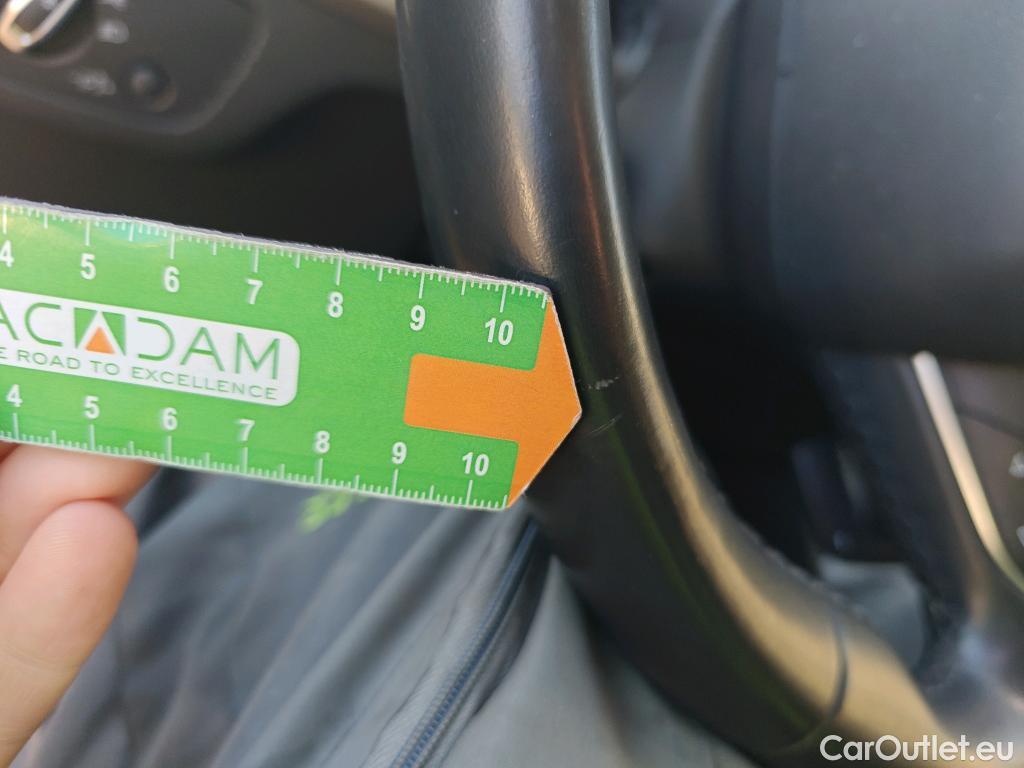 4 5 6 7 8 9 10
ACADAM
E ROAD TO EXCELLENCE
4 5 6 7 8 9 10
CarOutlet.eu